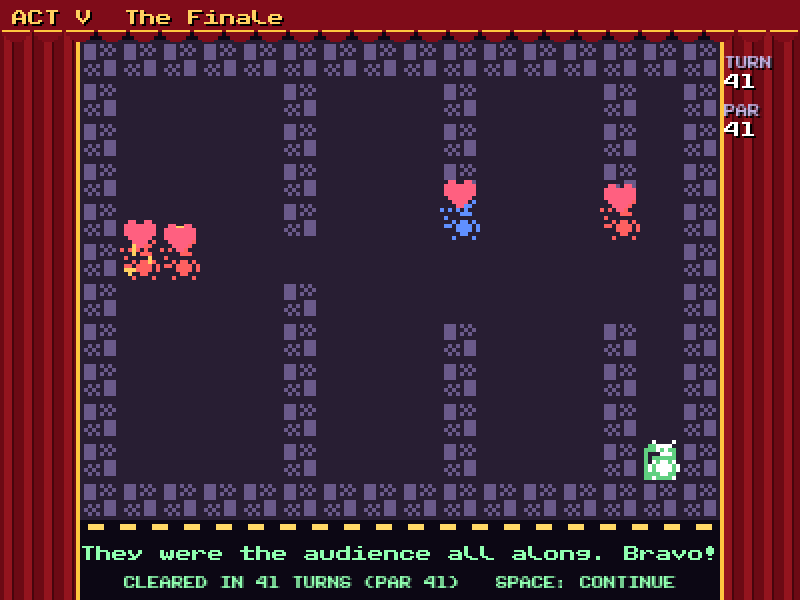 ACT V The Finale
TURN
41
PAR
41
They were the audience all along. Bravo!
CLEARED IN 41 TURNS (PAR 41) SPACE: CONTINUE